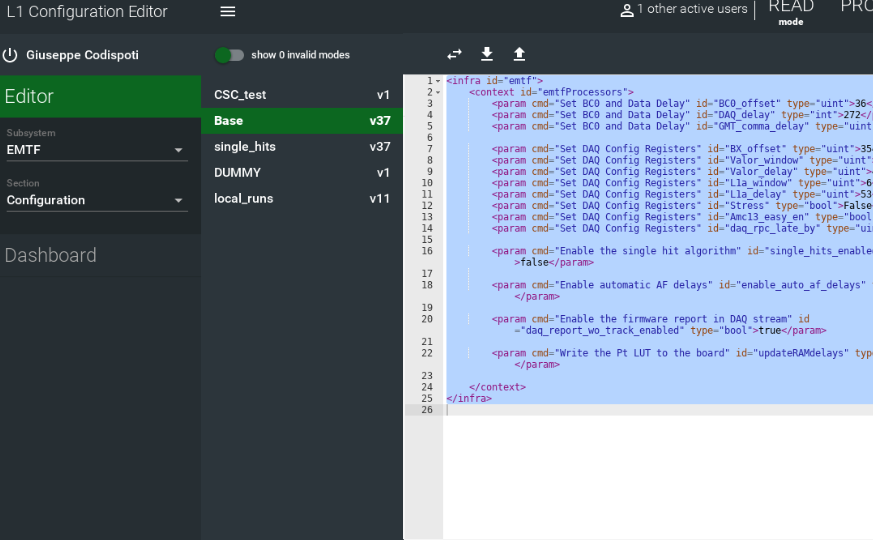 L1 Configuration Editor
1 other active users
READ
mode
PRO
Giuseppe Codispoti
show 0 invalid modes
Editor
Subsystem
EMTF
Section
Configuration
Dashboard
CSC_test v1
Base v37
single_hits v37
DUMMY v1
local_runs v11
1 <infra id="emtf">
2 <context id="emtfProcessors">
3 <param cmd="Set BC0 and Data Delay" id="BC0_offset" type="uint">36<
4 <param cmd="Set BC0 and Data Delay" id="DAQ_delay" type="int">272</p
5 <param cmd="Set BC0 and Data Delay" id="GMT_comma_delay" type="uint
6
7 <param cmd="Set DAQ Config Registers" id="BX_offset" type="uint">35
8 <param cmd="Set DAQ Config Registers" id="Valor_window" type="uint">
9 <param cmd="Set DAQ Config Registers" id="Valor_delay" type="uint">
10 <param cmd="Set DAQ Config Registers" id="L1a_window" type="uint">6
11 <param cmd="Set DAQ Config Registers" id="L1a_delay" type="uint">53
12 <param cmd="Set DAQ Config Registers" id="Stress" type="bool">False
13 <param cmd="Set DAQ Config Registers" id="Amc13_easy_en" type="bool
14 <param cmd="Set DAQ Config Registers" id="daq_rpc_late_by" type="ui
15
16 <param cmd="Enable the single hit algorithm" id="single_hits_enabled
>false</param>
17
18 <param cmd="Enable automatic AF delays" id="enable_auto_af_delays"
</param>
19
20 <param cmd="Enable the firmware report in DAQ stream" id
="daq_report_wo_track_enabled" type="bool">true</param>
21
22 <param cmd="Write the Pt LUT to the board" id="updateRAMdelays" typ
</param>
23
24 </context>
25 </infra>
26